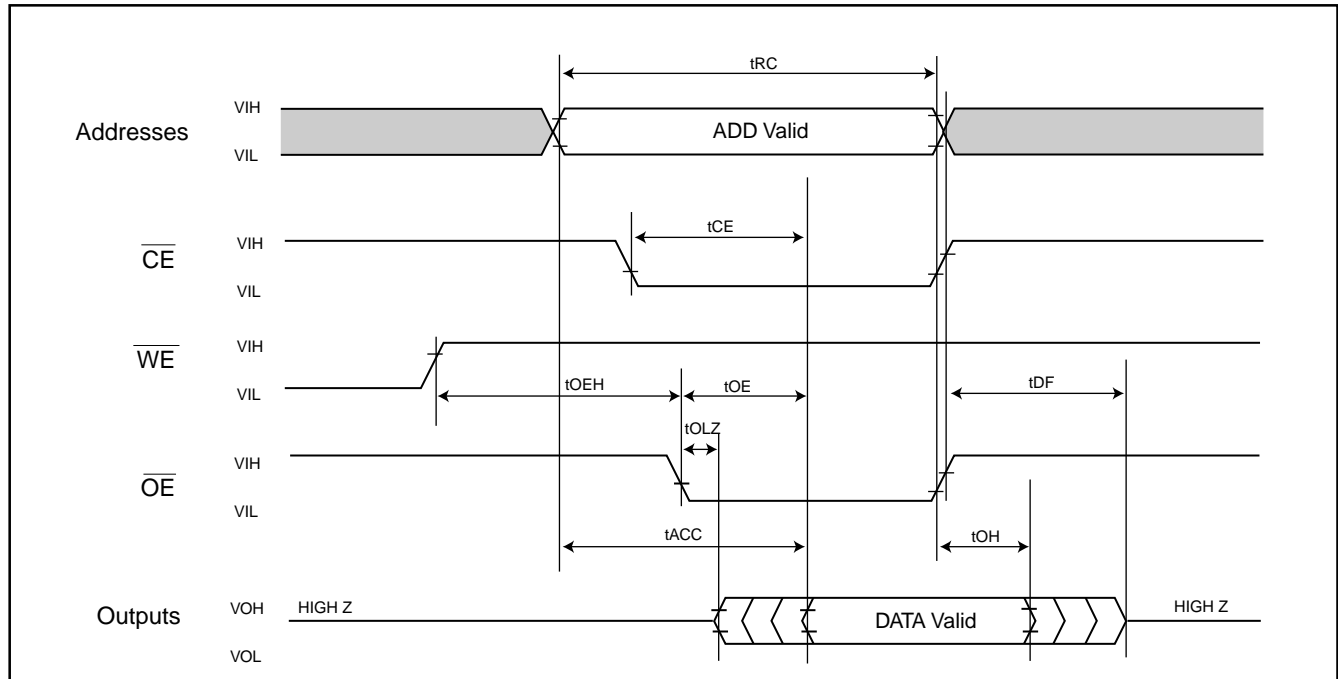 tRC
VIH
Addresses
ADD Valid
VIL
tCE
VIH
CE
VIL
VIH
WE
VIL
tOEH
tOE
tDF
tOLZ
VIH
OE
VIL
tACC
tOH
VOH
HIGH Z
HIGH Z
Outputs
DATA Valid
VOL